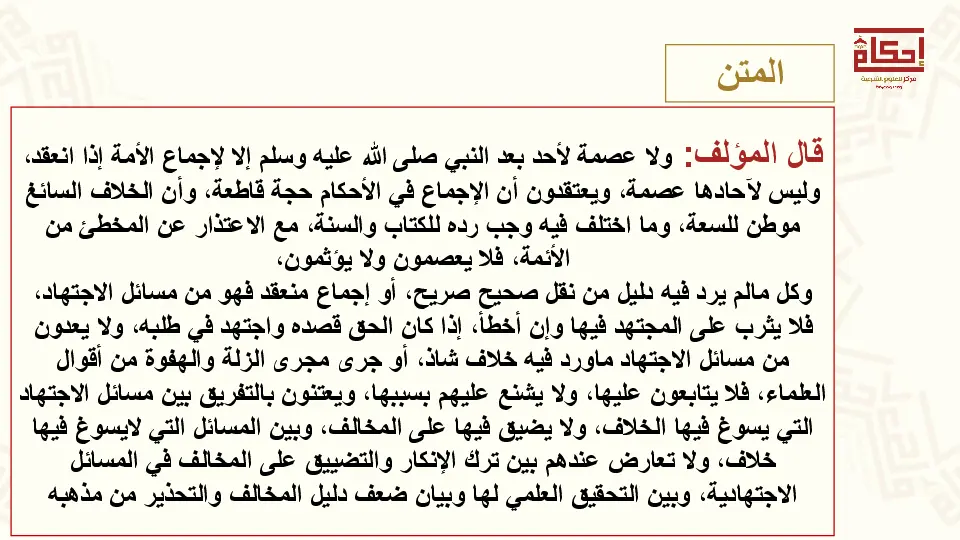 إحكام
مركز للعلوم الشرعية
المتن
قال المؤلف: ولا عصمة لأحد بعد النبي صلى الله عليه وسلم إلا لإجماع الأمة إذا انعقد،
وليس لآحادها عصمة، ويعتقدون أن الإجماع في الأحكام حجة قاطعة، وأن الخلاف السائغ
موطن للسعة، وما اختلف فيه وجب رده للكتاب والسنة، مع الاعتذار عن المخطئ من
الأئمة، فلا يعصمون ولا يؤثمون،
وكل مالم يرد فيه دليل من نقل صحيح صريح، أو إجماع منعقد فهو من مسائل الاجتهاد،
فلا يثرب على المجتهد فيها وإن أخطأ، إذا كان الحق قصده واجتهد في طلبه، ولا يعدون
من مسائل الاجتهاد ماورد فيه خلاف شاذ، أو جرى مجرى الزلة والهفوة من أقوال
العلماء، فلا يتابعون عليها، ولا يشنع عليهم بسببها، ويعتنون بالتفريق بين مسائل الاجتهاد
التي يسوغ فيها الخلاف، ولا يضيق فيها على المخالف، وبين المسائل التي لايسوغ فيها
خلاف، ولا تعارض عندهم بين ترك الإنكار والتضييق على المخالف في المسائل
الاجتهادية، وبين التحقيق العلمي لها وبيان ضعف دليل المخالف والتحذير من مذهبه